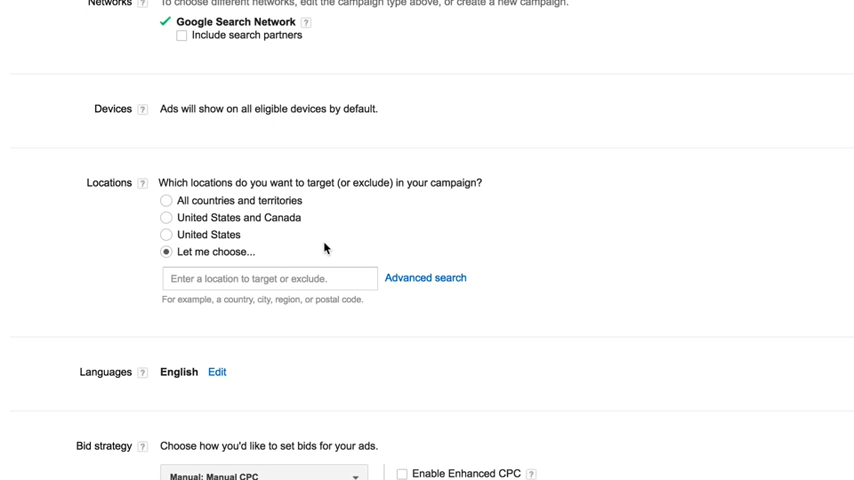 Networks ? To choose different networks, edit the campaign type above, or create a new campaign.
Google Search Network ?
Include search partners
Devices ? Ads will show on all eligible devices by default.
Locations ? Which locations do you want to target (or exclude) in your campaign?
All countries and territories
United States and Canada
United States
Let me choose...
Enter a location to target or exclude. Advanced search
For example, a country, city, region, or postal code.
Languages ? English Edit
Bid strategy ? Choose how you'd like to set bids for your ads.
Manual: Manual CPC Enable Enhanced CPC ?